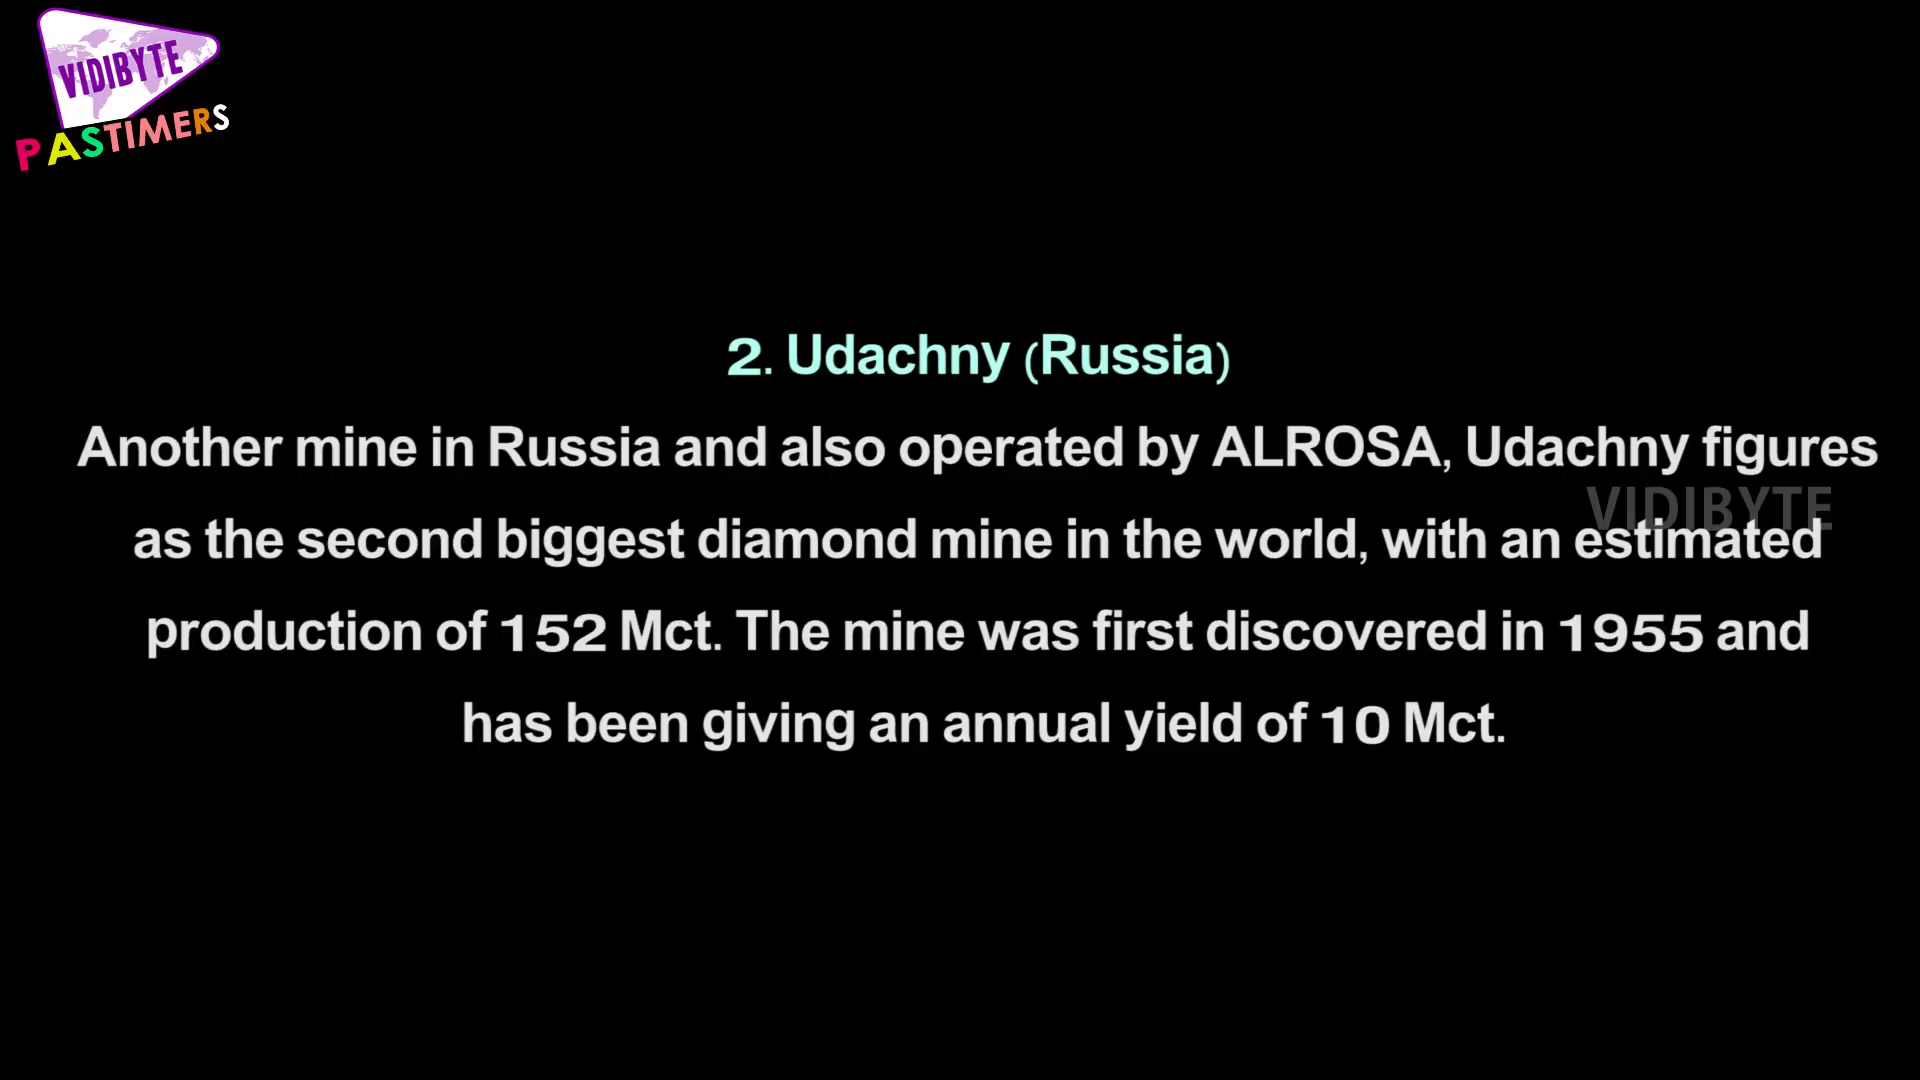 VIDIBYTE
PASTIMERS
2. Udachny (Russia)
Another mine in Russia and also operated by ALROSA, Udachny figures
VIDIBYTE
as the second biggest diamond mine in the world, with an estimated
production of 152 Mct. The mine was first discovered in 1955 and
has been giving an annual yield of 10 Mct.